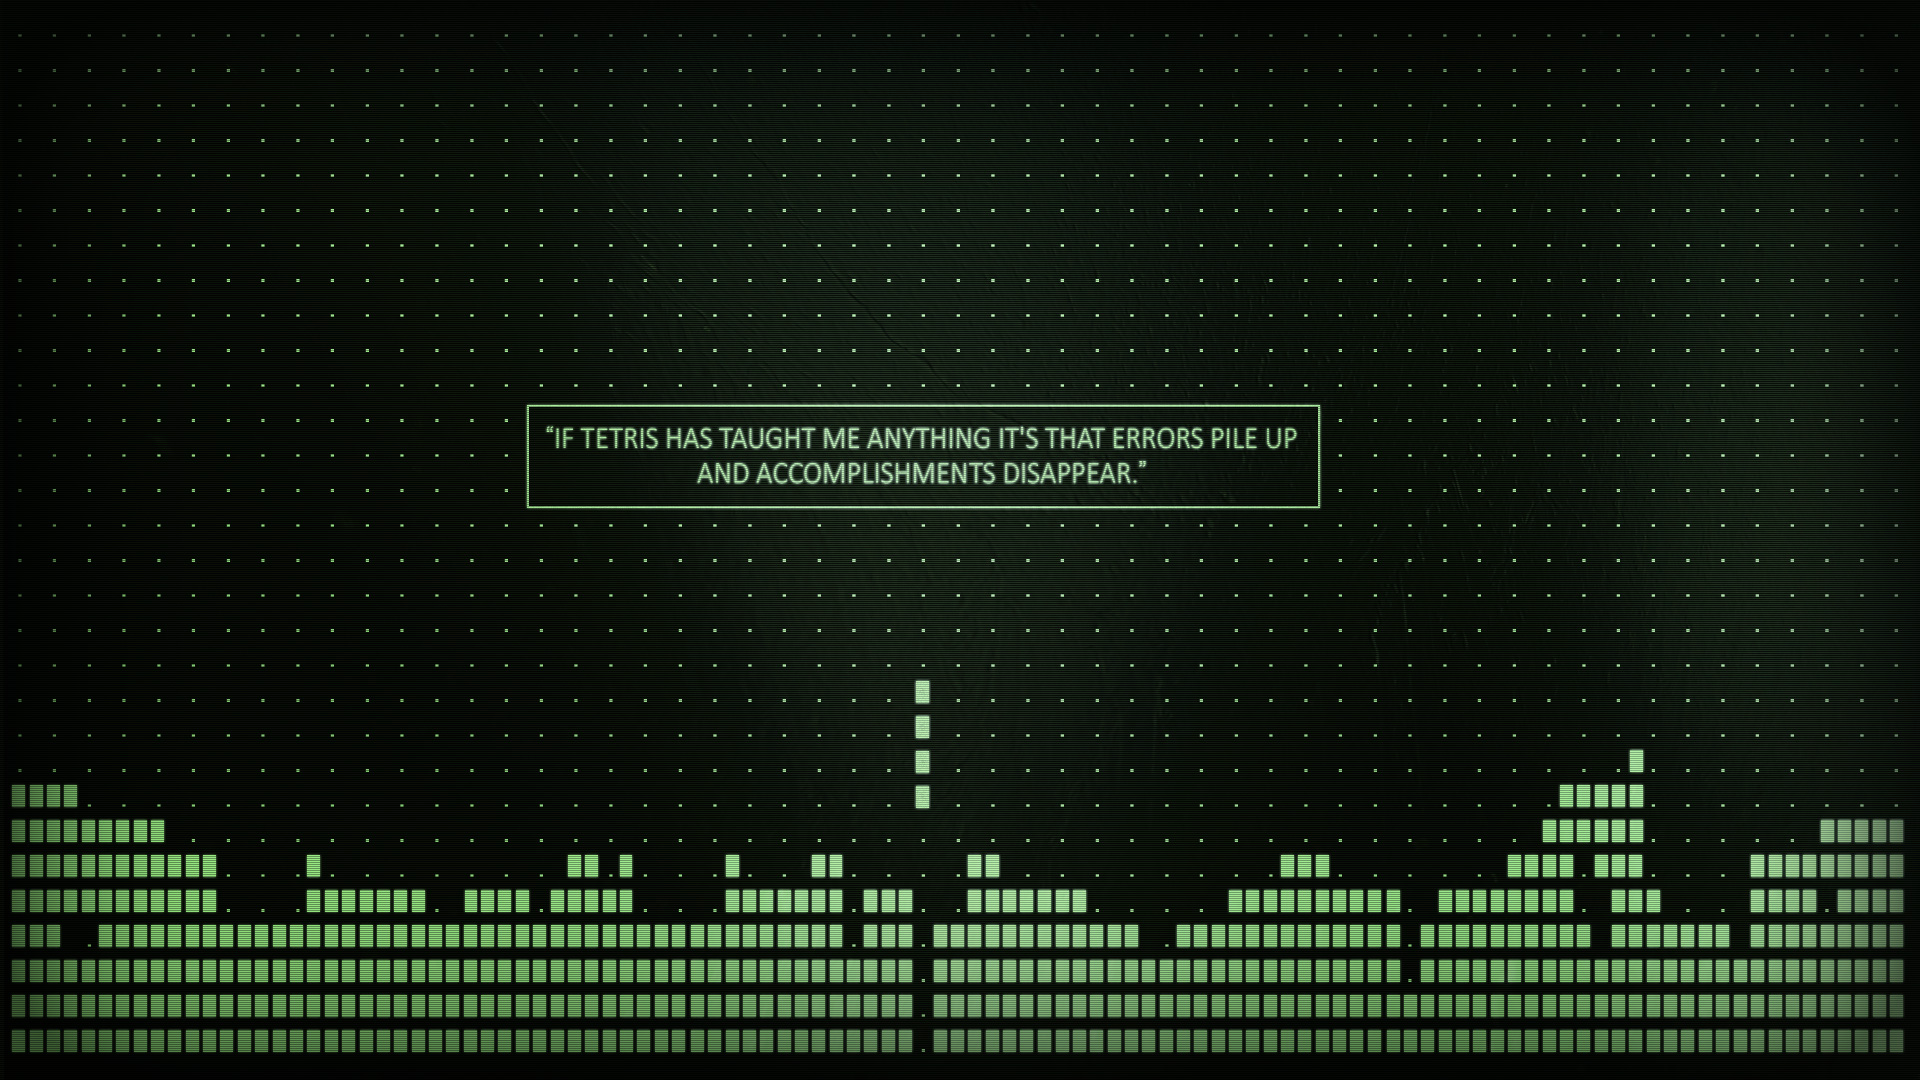 “IF TETRIS HAS TAUGHT ME ANYTHING IT'S THAT ERRORS PILE UP
AND ACCOMPLISHMENTS DISAPPEAR.”